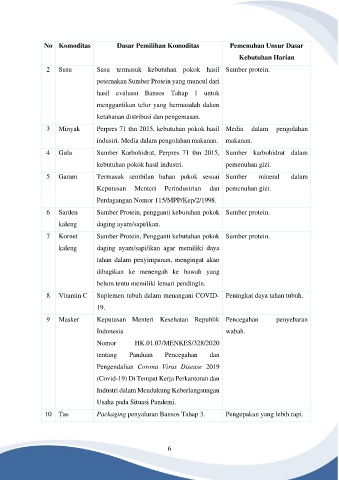 No Komoditas Dasar Pemilihan Komoditas Pemenuhan Unsur Dasar
Kebutuhan Harian
2 Susu Susu termasuk kebutuhan pokok hasil Sumber protein.
peternakan Sumber Protein yang muncul dari
hasil evaluasi Bansos Tahap 1 untuk
menggantikan telur yang bermasalah dalam
ketahanan distribusi dan pengemasan.
3 Minyak Perpres 71 thn 2015, kebutuhan pokok hasil Media dalam pengolahan
industri. Media dalam pengolahan makanan. makanan.
4 Gula Sumber Karbohidrat, Perpres 71 thn 2015, Sumber karbohidrat dalam
kebutuhan pokok hasil industri. pemenuhan gizi.
5 Garam Termasuk sembilan bahan pokok sesuai Sumber mineral dalam
Keputusan Menteri Perindustrian dan pemenuhan gizi.
Perdagangan Nomor 115/MPP/Kep/2/1998.
6 Sarden Sumber Protein, pengganti kebutuhan pokok Sumber protein.
kaleng daging ayam/sapi/ikan.
7 Kornet Sumber Protein, Pengganti kebutuhan pokok Sumber protein.
kaleng daging ayam/sapi/ikan agar memiliki daya
tahan dalam penyimpanan, mengingat akan
dibagikan ke menengah ke bawah yang
belum tentu memiliki lemari pendingin.
8 Vitamin C Suplemen tubuh dalam menangani COVID- Peningkat daya tahan tubuh.
19.
9 Masker Keputusan Menteri Kesehatan Republik Pencegahan penyebaran
Indonesia wabah.
Nomor HK.01.07/MENKES/328/2020
tentang Panduan Pencegahan dan
Pengendalian Corona Virus Disease 2019
(Covid-19) Di Tempat Kerja Perkantoran dan
Industri dalam Mendukung Keberlangsungan
Usaha pada Situasi Pandemi.
10 Tas Packaging penyaluran Bansos Tahap 3. Pengepakan yang lebih rapi.
6